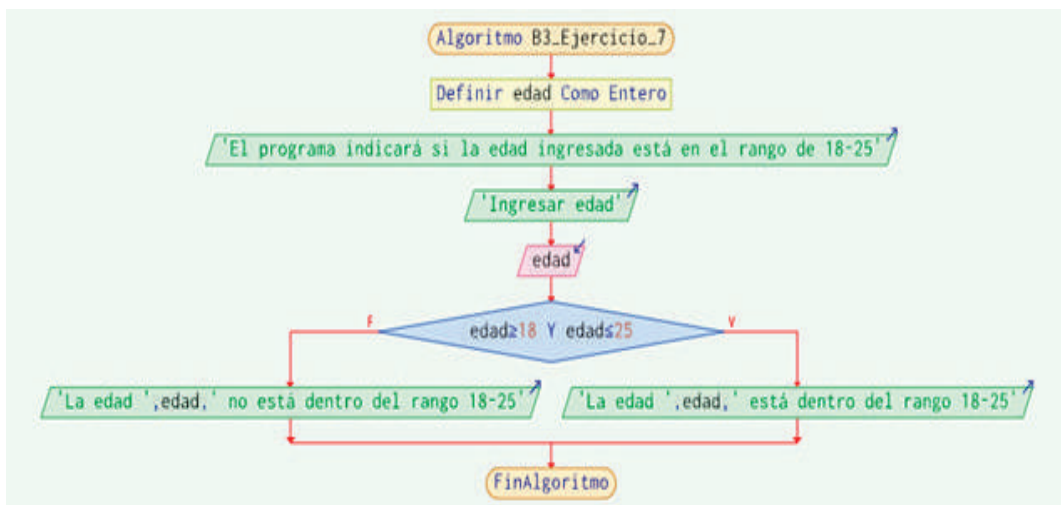 Algoritmo B3_Ejercicio_7
Definir edad Como Entero
'El programa indicará si la edad ingresada está en el rango de 18-25'
'Ingresar edad'
edad
F
edad≥18 Y edad≤25
V
'La edad ',edad,' no está dentro del rango 18-25'
'La edad ',edad,' está dentro del rango 18-25'
FinAlgoritmo